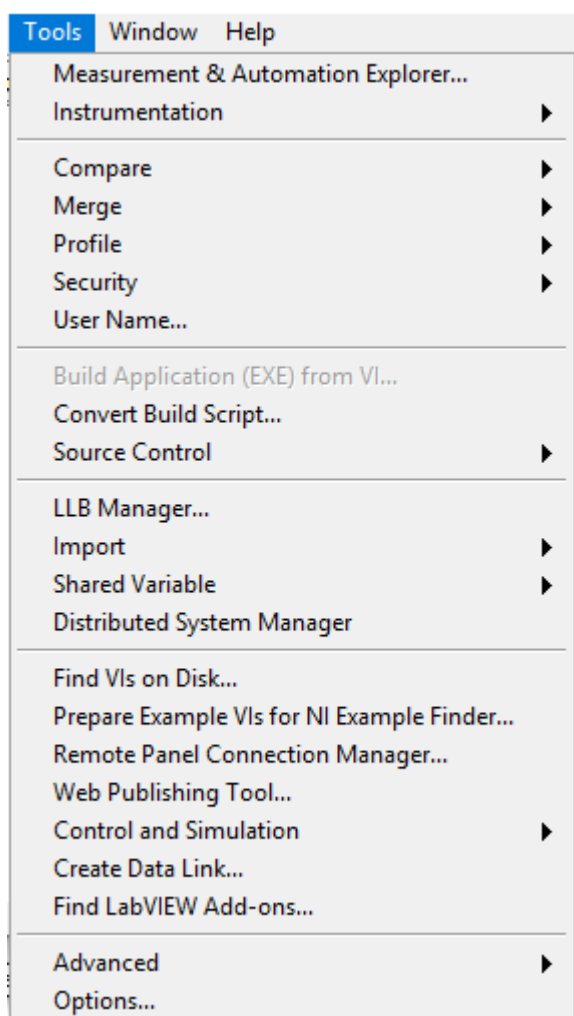 Tools Window Help
Measurement & Automation Explorer...
Instrumentation
Compare
Merge
Profile
Security
User Name...
Build Application (EXE) from VI...
Convert Build Script...
Source Control
LLB Manager...
Import
Shared Variable
Distributed System Manager
Find VIs on Disk...
Prepare Example VIs for NI Example Finder...
Remote Panel Connection Manager...
Web Publishing Tool...
Control and Simulation
Create Data Link...
Find LabVIEW Add-ons...
Advanced
Options...